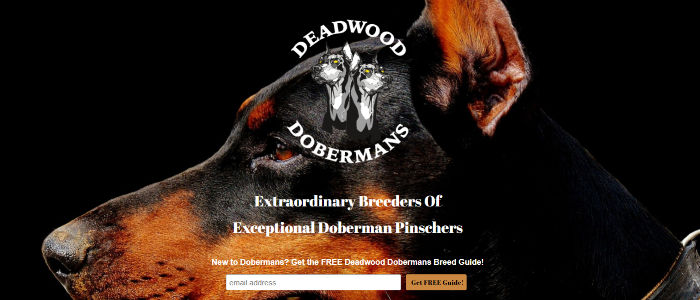 DEADWOOD
DOBERMANS
Extraordinary Breeders Of
Exceptional Doberman Pinschers
New to Dobermans? Get the FREE Deadwood Dobermans Breed Guide!
email address
Get FREE Guide!